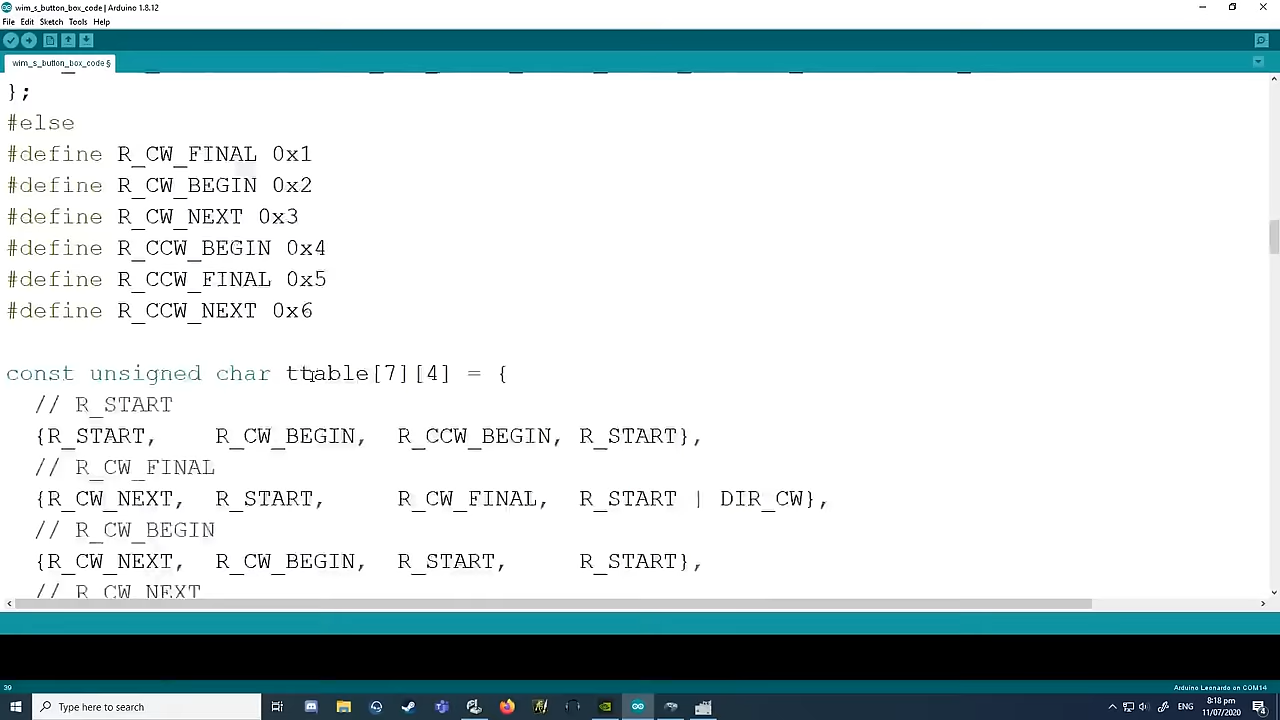 wim_s_button_box_code | Arduino 1.8.12
File Edit Sketch Tools Help
wim_s_button_box_code §
};
#else
#define R_CW_FINAL 0x1
#define R_CW_BEGIN 0x2
#define R_CW_NEXT 0x3
#define R_CCW_BEGIN 0x4
#define R_CCW_FINAL 0x5
#define R_CCW_NEXT 0x6
const unsigned char ttable[7][4] = {
// R_START
{R_START, R_CW_BEGIN, R_CCW_BEGIN, R_START},
// R_CW_FINAL
{R_CW_NEXT, R_START, R_CW_FINAL, R_START | DIR_CW},
// R_CW_BEGIN
{R_CW_NEXT, R_CW_BEGIN, R_START, R_START},
// R_CW_NEXT
39
Arduino Leonardo on COM14
Type here to search
ENG
8:18 pm
11/07/2020